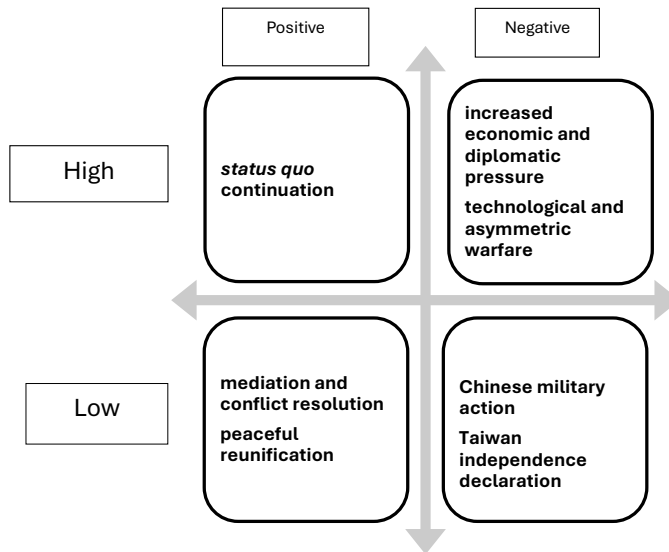 Positive
Negative
High
status quo
continuation
increased
economic and
diplomatic
pressure
technological and
asymmetric
warfare
Low
mediation and
conflict resolution
peaceful
reunification
Chinese military
action
Taiwan
independence
declaration